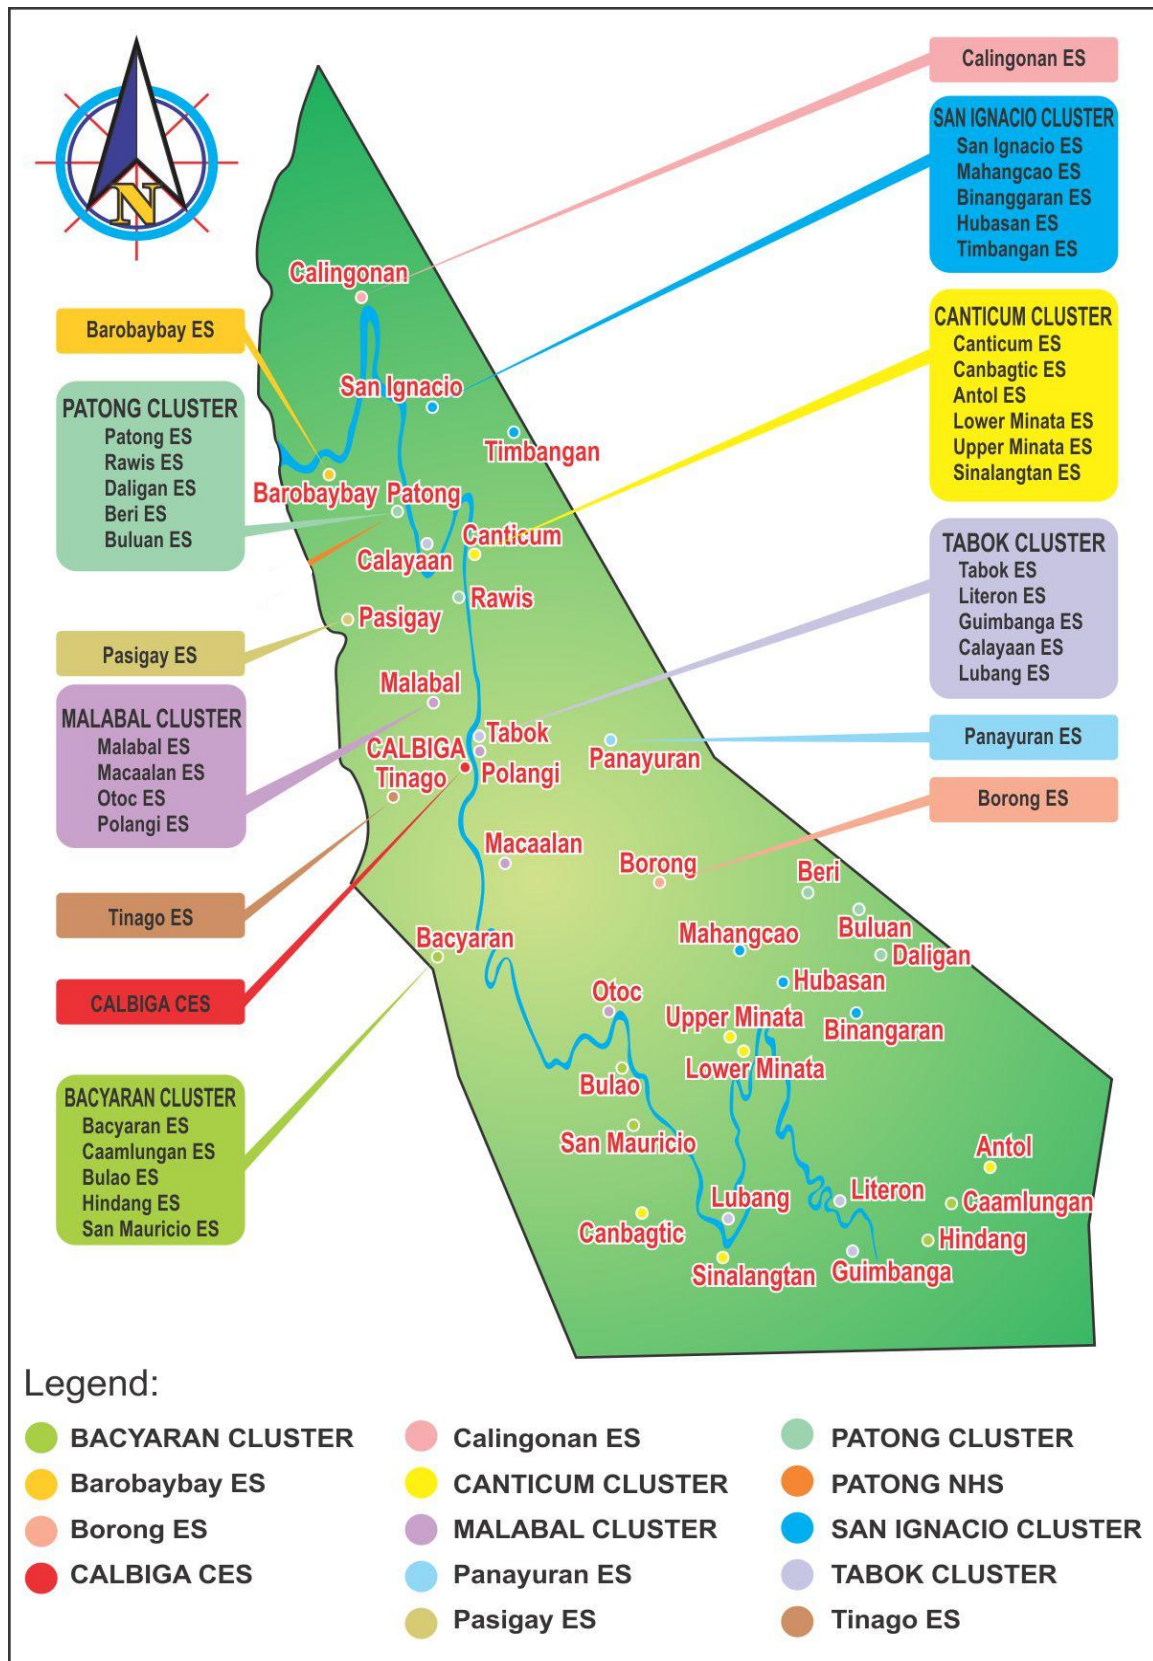 N
Calingonan ES
SAN IGNACIO CLUSTER
San Ignacio ES
Mahangcao ES
Binanggaran ES
Hubasan ES
Timbangan ES
CANTICUM CLUSTER
Canticum ES
Canbagtic ES
Antol ES
Lower Minata ES
Upper Minata ES
Sinalangtan ES
TABOK CLUSTER
Tabok ES
Literon ES
Guimbanga ES
Calayaan ES
Lubang ES
Panayuran ES
Borong ES
Barobaybay ES
PATONG CLUSTER
Patong ES
Rawis ES
Daligan ES
Beri ES
Buluan ES
Pasigay ES
MALABAL CLUSTER
Malabal ES
Macaalan ES
Otoc ES
Polangi ES
Tinago ES
CALBIGA CES
BACYARAN CLUSTER
Bacyaran ES
Caamlungan ES
Bulao ES
Hindang ES
San Mauricio ES
Calingonan
San Ignacio
Timbangan
Barobaybay
Patong
Canticum
Calayaan
Rawis
Pasigay
Malabal
Tabok
CALBIGA
Polangi
Tinago
Panayuran
Macaalan
Borong
Beri
Buluan
Bacyaran
Mahangcao
Daligan
Hubasan
Otoc
Upper Minata
Binangaran
Lower Minata
Bulao
San Mauricio
Antol
Lubang
Literon
Caamlungan
Canbagtic
Hindang
Sinalangtan
Guimbanga
Legend:
BACYARAN CLUSTER
Barobaybay ES
Borong ES
CALBIGA CES
Calingonan ES
CANTICUM CLUSTER
MALABAL CLUSTER
Panayuran ES
Pasigay ES
PATONG CLUSTER
PATONG NHS
SAN IGNACIO CLUSTER
TABOK CLUSTER
Tinago ES